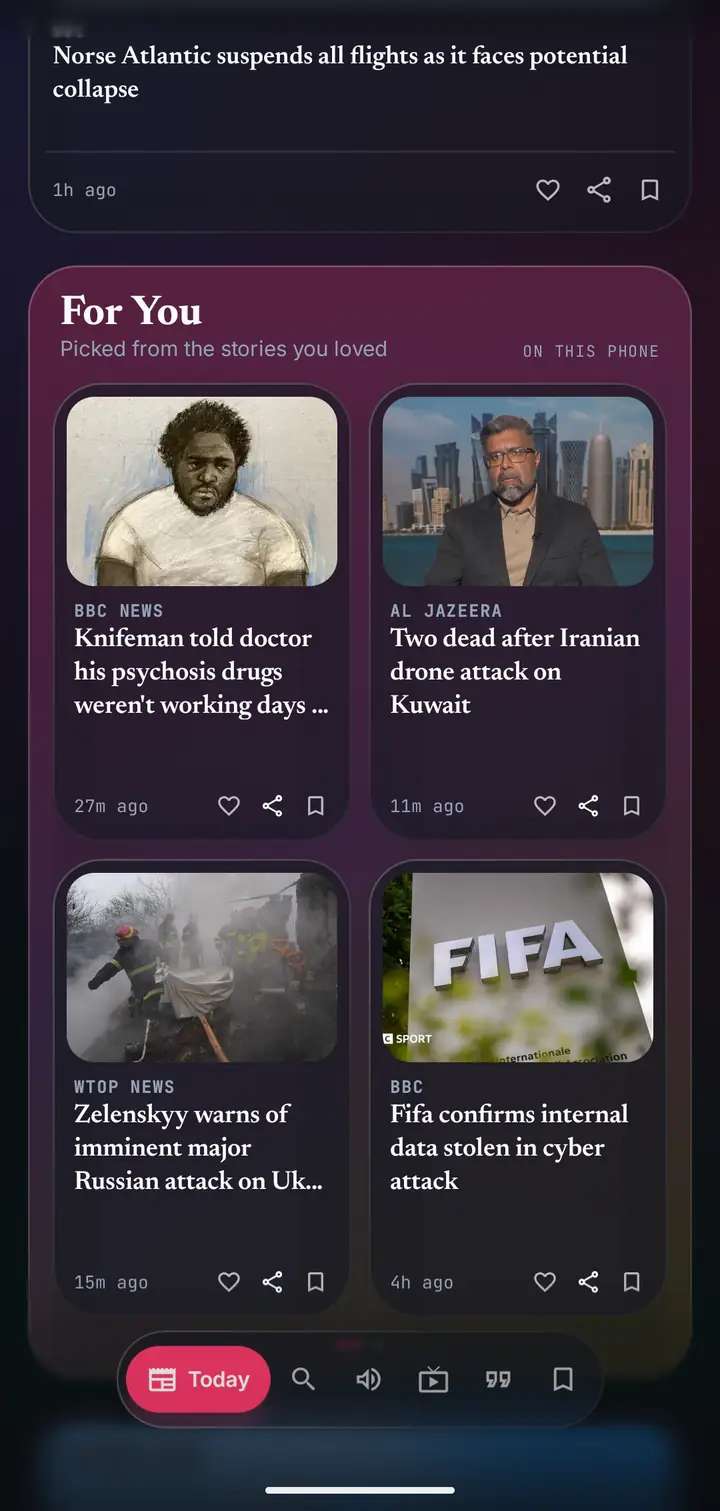 Norse Atlantic suspends all flights as it faces potential
collapse
1h ago
For You
Picked from the stories you loved
ON THIS PHONE
BBC NEWS
Knifeman told doctor
his psychosis drugs
weren't working days ...
27m ago
AL JAZEERA
Two dead after Iranian
drone attack on
Kuwait
11m ago
WTOP NEWS
Zelenskyy warns of
imminent major
Russian attack on Uk...
15m ago
FIFA
C SPORT
nternationale
ssociation
BBC
Fifa confirms internal
data stolen in cyber
attack
4h ago
Today